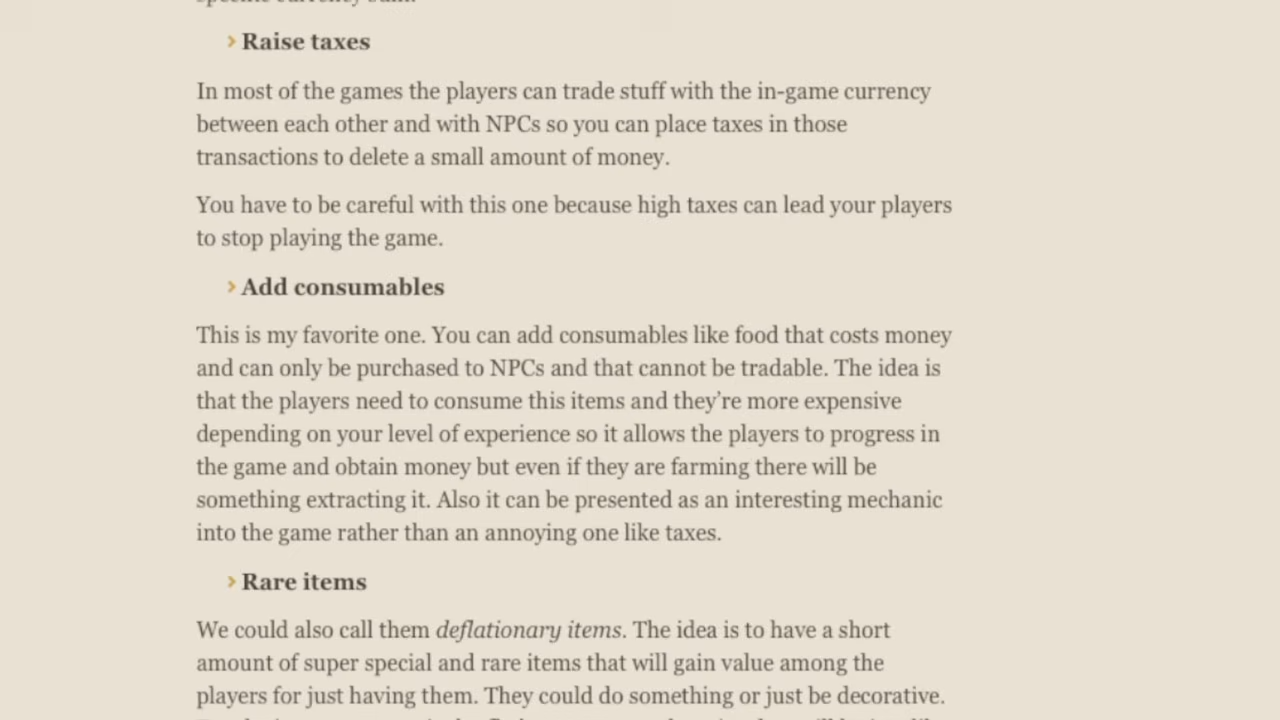 Raise taxes
In most of the games the players can trade stuff with the in-game currency
between each other and with NPCs so you can place taxes in those
transactions to delete a small amount of money.
You have to be careful with this one because high taxes can lead your players
to stop playing the game.
Add consumables
This is my favorite one. You can add consumables like food that costs money
and can only be purchased to NPCs and that cannot be tradable. The idea is
that the players need to consume this items and they’re more expensive
depending on your level of experience so it allows the players to progress in
the game and obtain money but even if they are farming there will be
something extracting it. Also it can be presented as an interesting mechanic
into the game rather than an annoying one like taxes.
Rare items
We could also call them deflationary items. The idea is to have a short
amount of super special and rare items that will gain value among the
players for just having them. They could do something or just be decorative.